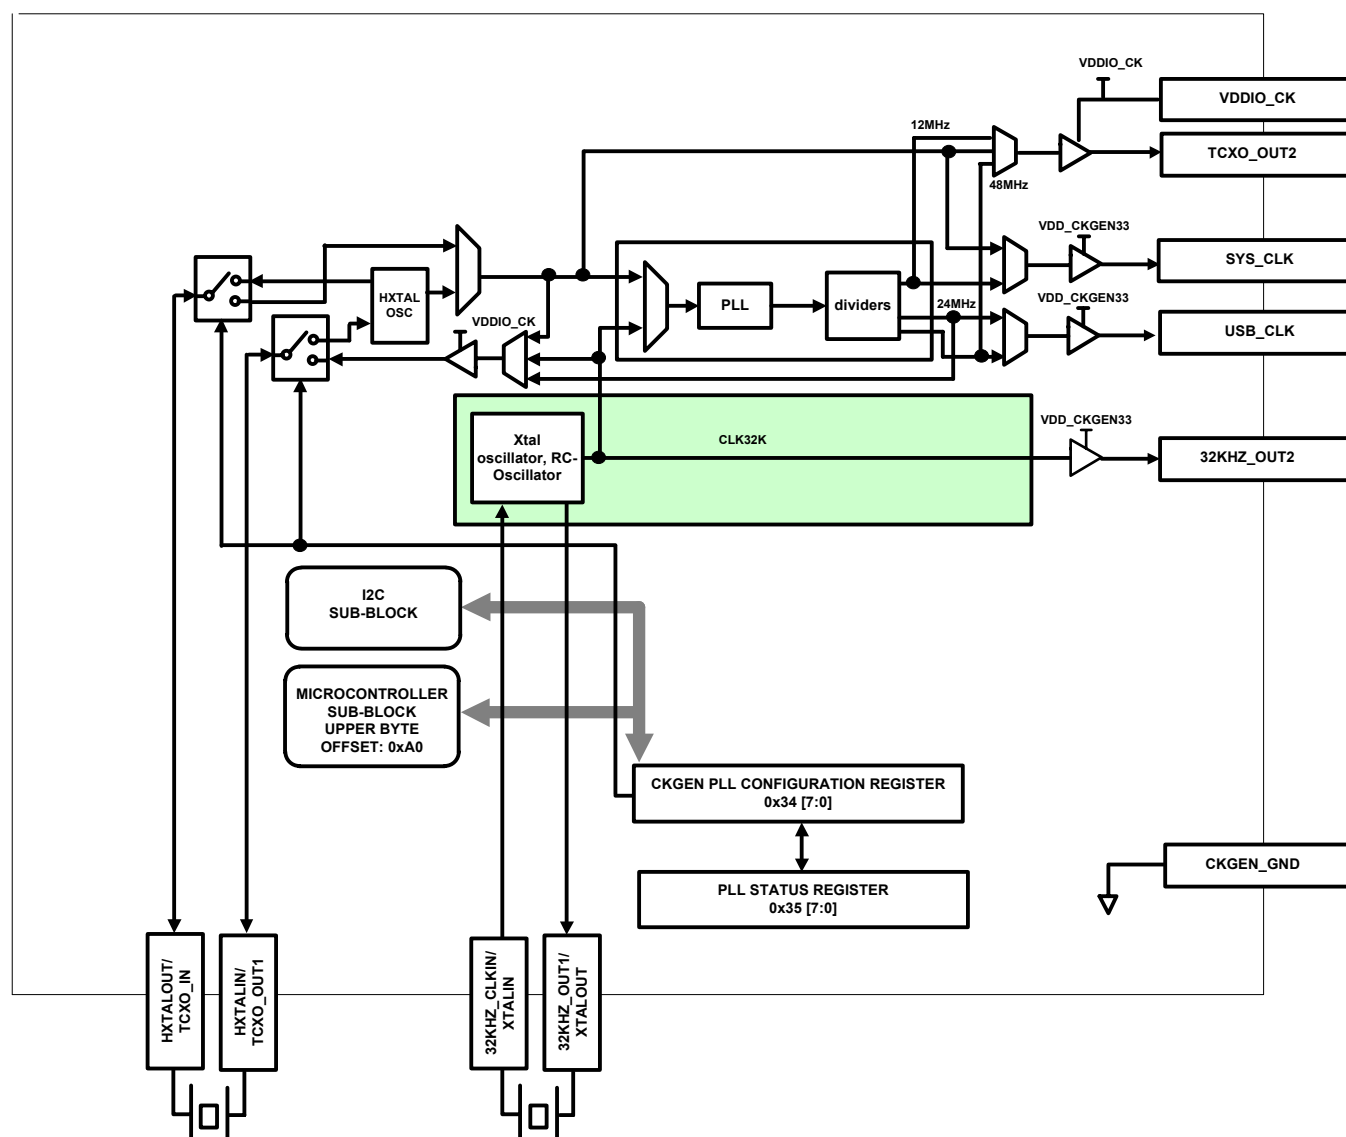 VDDIO_CK
VDDIO_CK
12MHz
TCXO_OUT2
48MHz
VDD_CKGEN33
SYS_CLK
HXTAL
OSC
PLL
dividers
24MHz
VDD_CKGEN33
VDDIO_CK
USB_CLK
Xtal
oscillator, RC-
Oscillator
CLK32K
VDD_CKGEN33
32KHZ_OUT2
I2C
SUB-BLOCK
MICROCONTROLLER
SUB-BLOCK
UPPER BYTE
OFFSET: 0xA0
CKGEN PLL CONFIGURATION REGISTER
0x34 [7:0]
CKGEN_GND
PLL STATUS REGISTER
0x35 [7:0]
HXTALOUT/
TCXO_IN
HXTALIN/
TCXO_OUT1
32KHZ_CLKIN/
XTALIN
32KHZ_OUT1/
XTALOUT